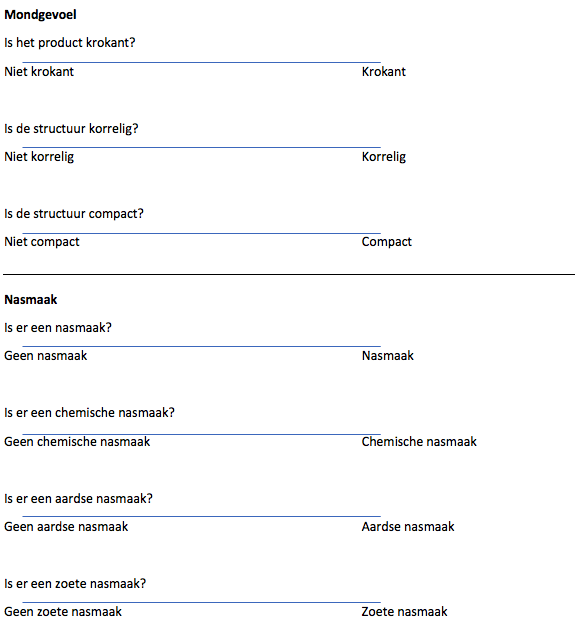 Mondgevoel
Is het product krokant?
Niet krokant Krokant
Is de structuur korrelig?
Niet korrelig Korrelig
Is de structuur compact?
Niet compact Compact
Nasmaak
Is er een nasmaak?
Geen nasmaak Nasmaak
Is er een chemische nasmaak?
Geen chemische nasmaak Chemische nasmaak
Is er een aardse nasmaak?
Geen aardse nasmaak Aardse nasmaak
Is er een zoete nasmaak?
Geen zoete nasmaak Zoete nasmaak